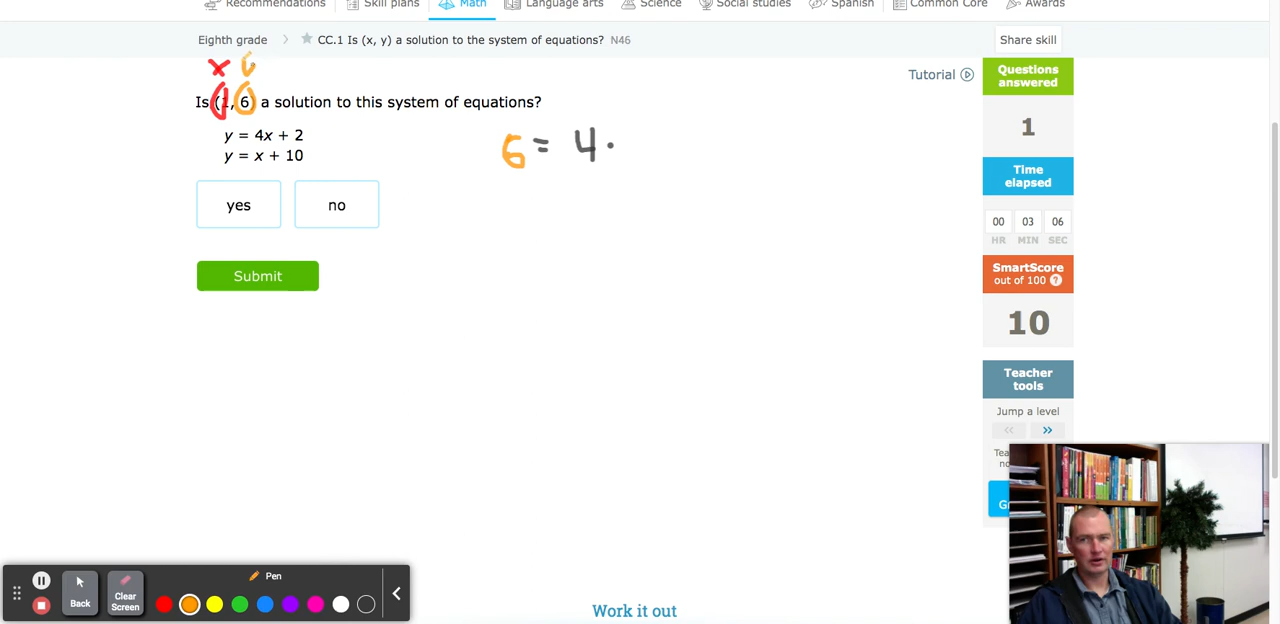 Recommendations Skill plans Math Language arts Science Social studies Spanish Common Core Awards
Eighth grade > CC.1 Is (x, y) a solution to the system of equations? N46
Share skill
x 6
Tutorial
Is (1, 6) a solution to this system of equations?
y = 4x + 2
y = x + 10
6 = 4 ·
yes no
Submit
Questions answered
1
Time elapsed
00 03 06
HR MIN SEC
SmartScore
out of 100 ?
10
Teacher tools
Jump a level
<< >>
Back
Clear Screen
Pen
Work it out